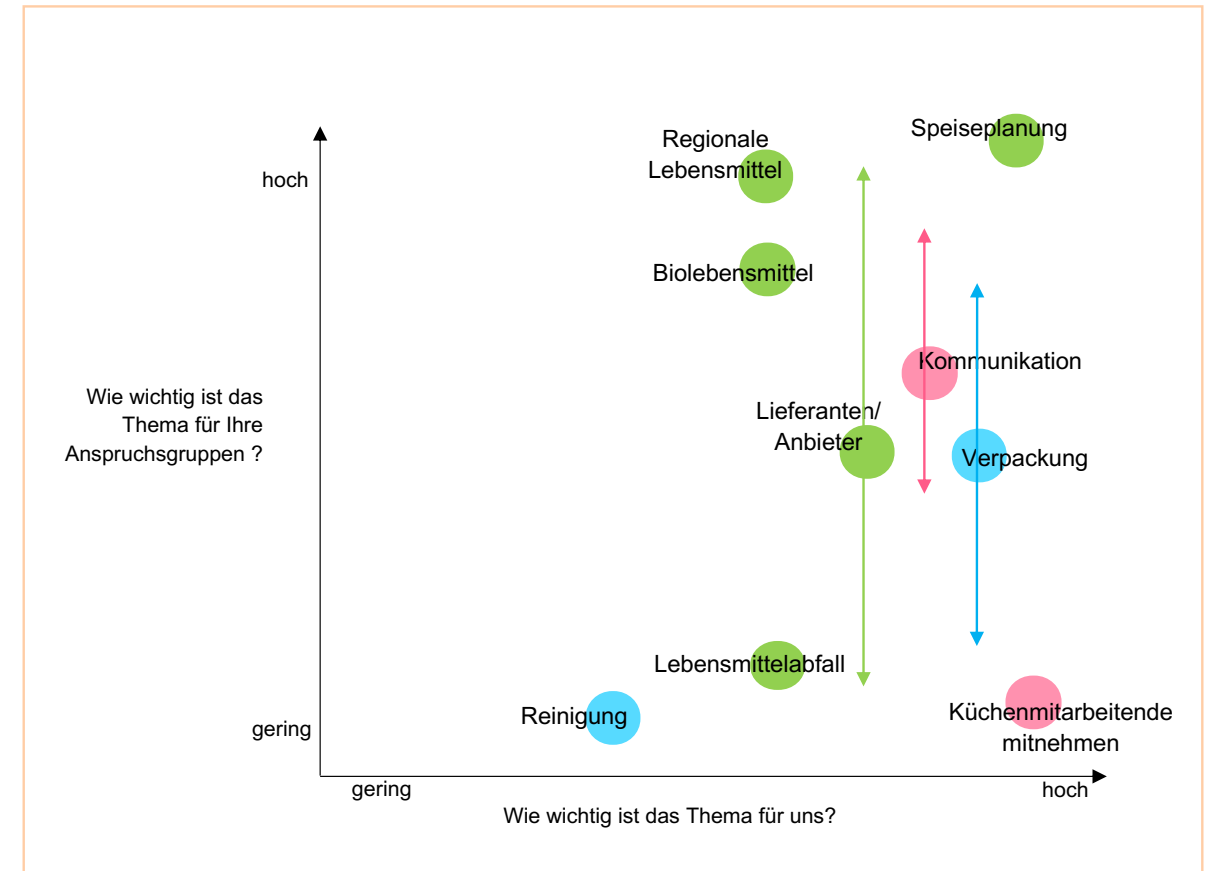 Speiseplanung
Regionale
Lebensmittel
hoch
Biolebensmittel
Kommunikation
Wie wichtig ist das
Thema für Ihre
Anspruchsgruppen ?
Lieferanten/
Anbieter
Verpackung
Lebensmittelabfall
Reinigung
Küchenmitarbeitende
mitnehmen
gering
gering
hoch
Wie wichtig ist das Thema für uns?